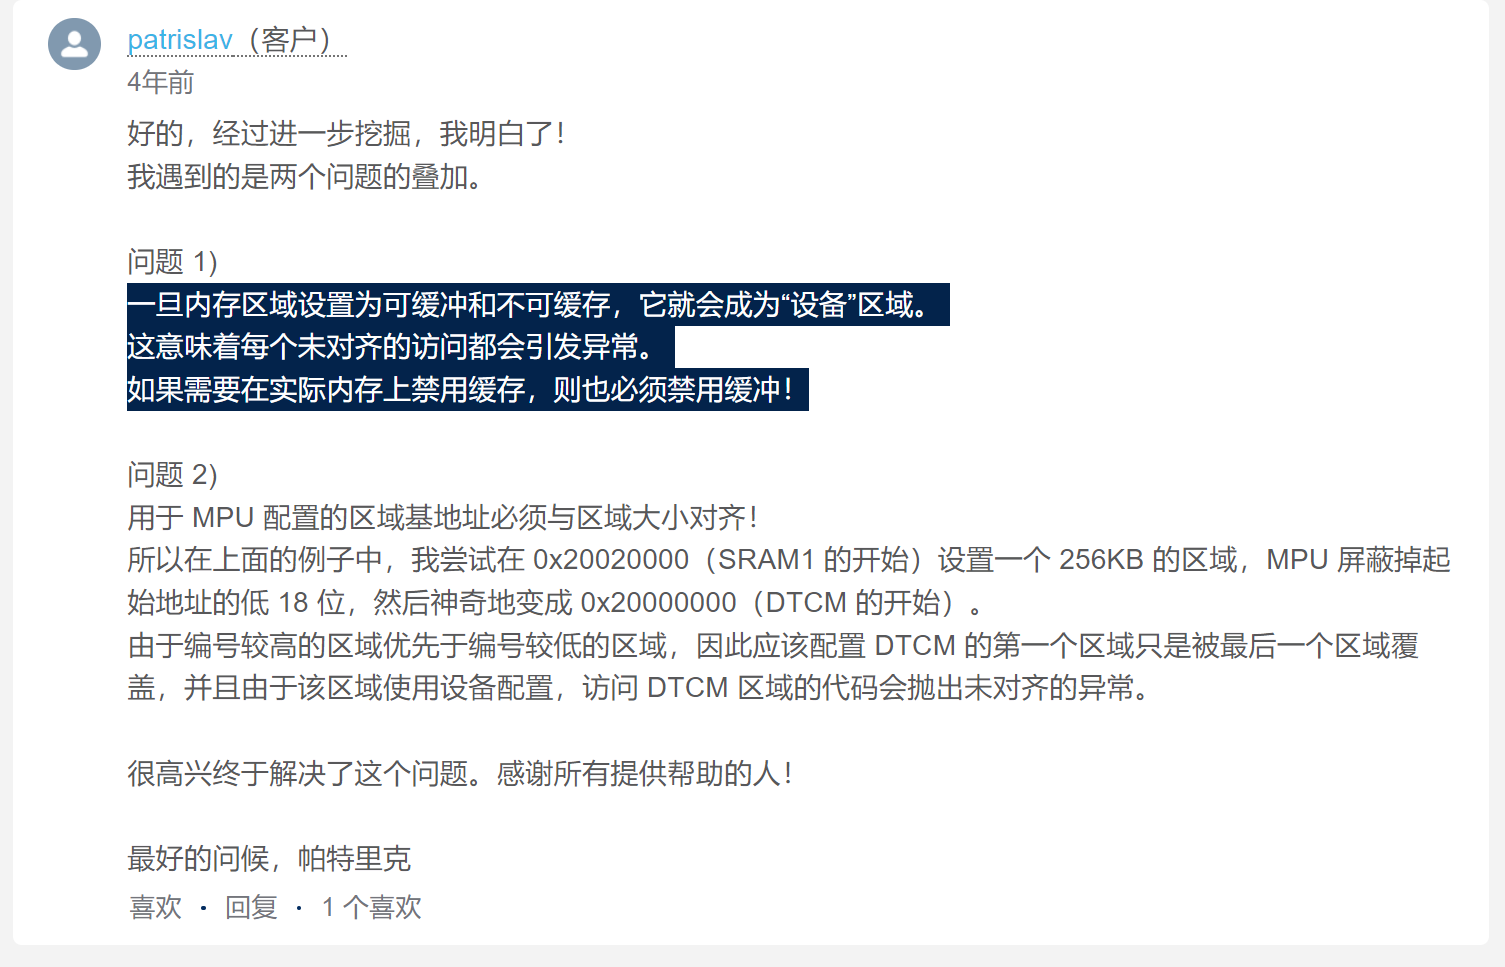 patrislav（客户）
4年前
好的，经过进一步挖掘，我明白了！
我遇到的是两个问题的叠加。
问题 1)
一旦内存区域设置为可缓冲和不可缓存，它就会成为“设备”区域。
这意味着每个未对齐的访问都会引发异常。
如果需要在实际内存上禁用缓存，则也必须禁用缓冲！
问题 2)
用于 MPU 配置的区域基地址必须与区域大小对齐！
所以在上面的例子中，我尝试在 0x20020000（SRAM1 的开始）设置一个 256KB 的区域，MPU 屏蔽掉起
始地址的低 18 位，然后神奇地变成 0x20000000（DTCM 的开始）。
由于编号较高的区域优先于编号较低的区域，因此应该配置 DTCM 的第一个区域只是被最后一个区域覆
盖，并且由于该区域使用设备配置，访问 DTCM 区域的代码会抛出未对齐的异常。
很高兴终于解决了这个问题。感谢所有提供帮助的人！
最好的问候，帕特里克
喜欢 · 回复 · 1 个喜欢